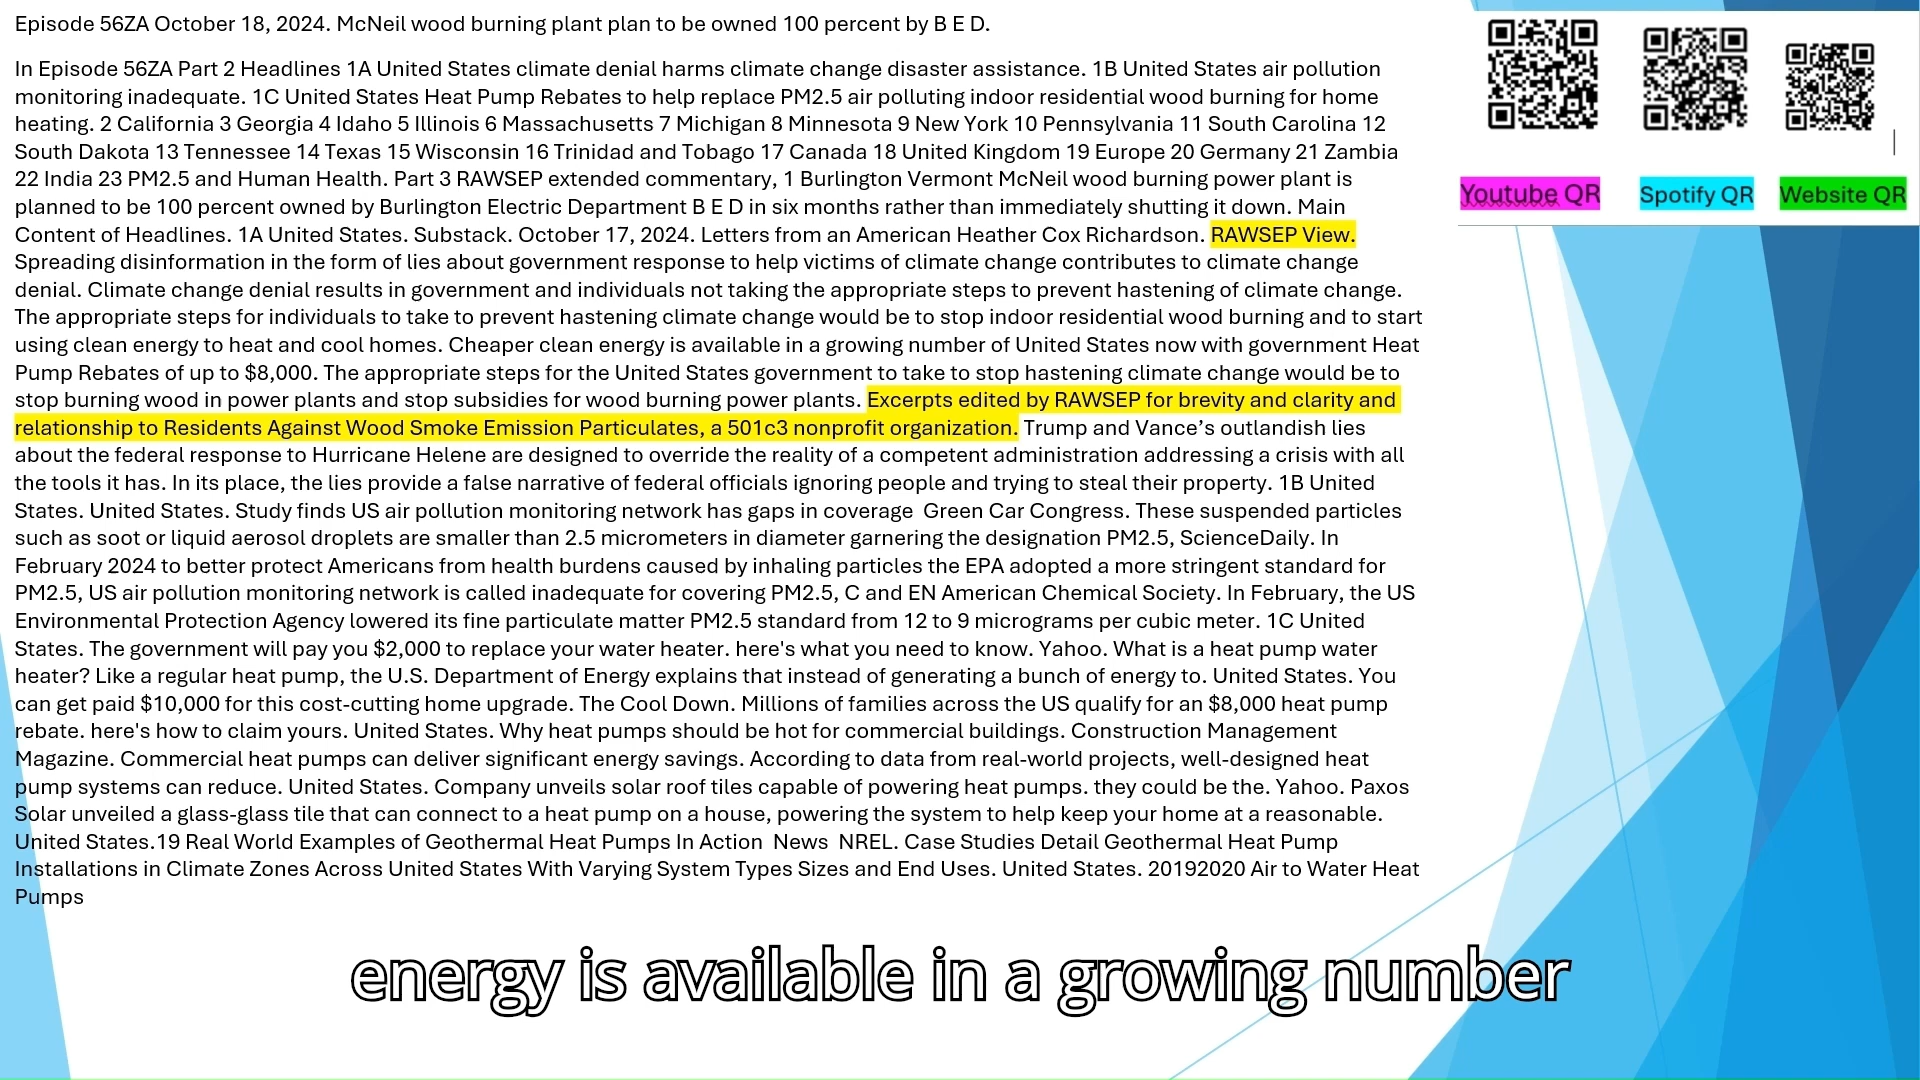 Episode 56ZA October 18, 2024. McNeil wood burning plant plan to be owned 100 percent by B E D.
In Episode 56ZA Part 2 Headlines 1A United States climate denial harms climate change disaster assistance. 1B United States air pollution
monitoring inadequate. 1C United States Heat Pump Rebates to help replace PM2.5 air polluting indoor residential wood burning for home
heating. 2 California 3 Georgia 4 Idaho 5 Illinois 6 Massachusetts 7 Michigan 8 Minnesota 9 New York 10 Pennsylvania 11 South Carolina 12
South Dakota 13 Tennessee 14 Texas 15 Wisconsin 16 Trinidad and Tobago 17 Canada 18 United Kingdom 19 Europe 20 Germany 21 Zambia
22 India 23 PM2.5 and Human Health. Part 3 RAWSEP extended commentary, 1 Burlington Vermont McNeil wood burning power plant is
planned to be 100 percent owned by Burlington Electric Department B E D in six months rather than immediately shutting it down. Main
Content of Headlines. 1A United States. Substack. October 17, 2024. Letters from an American Heather Cox Richardson. RAWSEP View.
Spreading disinformation in the form of lies about government response to help victims of climate change contributes to climate change
denial. Climate change denial results in government and individuals not taking the appropriate steps to prevent hastening of climate change.
The appropriate steps for individuals to take to prevent hastening climate change would be to stop indoor residential wood burning and to start
using clean energy to heat and cool homes. Cheaper clean energy is available in a growing number of United States now with government Heat
Pump Rebates of up to $8,000. The appropriate steps for the United States government to take to stop hastening climate change would be to
stop burning wood in power plants and stop subsidies for wood burning power plants. Excerpts edited by RAWSEP for brevity and clarity and
relationship to Residents Against Wood Smoke Emission Particulates, a 501c3 nonprofit organization. Trump and Vance's outlandish lies
about the federal response to Hurricane Helene are designed to override the reality of a competent administration addressing a crisis with all
the tools it has. In its place, the lies provide a false narrative of federal officials ignoring people and trying to steal their property. 1B United
States. United States. Study finds US air pollution monitoring network has gaps in coverage  Green Car Congress. These suspended particles
such as soot or liquid aerosol droplets are smaller than 2.5 micrometers in diameter garnering the designation PM2.5, ScienceDaily. In
February 2024 to better protect Americans from health burdens caused by inhaling particles the EPA adopted a more stringent standard for
PM2.5, US air pollution monitoring network is called inadequate for covering PM2.5, C and EN American Chemical Society. In February, the US
Environmental Protection Agency lowered its fine particulate matter PM2.5 standard from 12 to 9 micrograms per cubic meter. 1C United
States. The government will pay you $2,000 to replace your water heater. here's what you need to know. Yahoo. What is a heat pump water
heater? Like a regular heat pump, the U.S. Department of Energy explains that instead of generating a bunch of energy to. United States. You
can get paid $10,000 for this cost-cutting home upgrade. The Cool Down. Millions of families across the US qualify for an $8,000 heat pump
rebate. here's how to claim yours. United States. Why heat pumps should be hot for commercial buildings. Construction Management
Magazine. Commercial heat pumps can deliver significant energy savings. According to data from real-world projects, well-designed heat
pump systems can reduce. United States. Company unveils solar roof tiles capable of powering heat pumps. they could be the. Yahoo. Paxos
Solar unveiled a glass-glass tile that can connect to a heat pump on a house, powering the system to help keep your home at a reasonable.
United States.19 Real World Examples of Geothermal Heat Pumps In Action  News  NREL. Case Studies Detail Geothermal Heat Pump
Installations in Climate Zones Across United States With Varying System Types Sizes and End Uses. United States. 20192020 Air to Water Heat
Pumps
Youtube QR
Spotify QR
Website QR
energy is available in a growing number